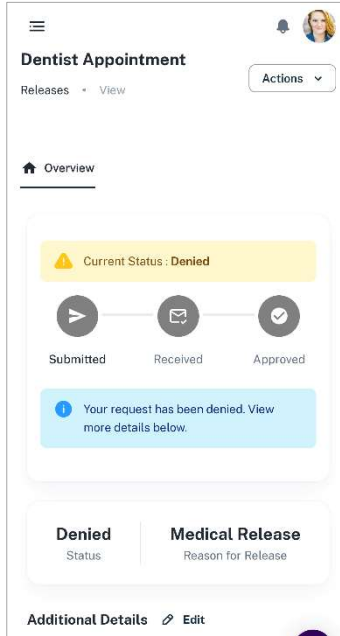 Dentist Appointment
Actions
Releases • View
Overview
Current Status : Denied
Submitted Received Approved
Your request has been denied. View
more details below.
Denied Medical Release
Status Reason for Release
Additional Details Edit